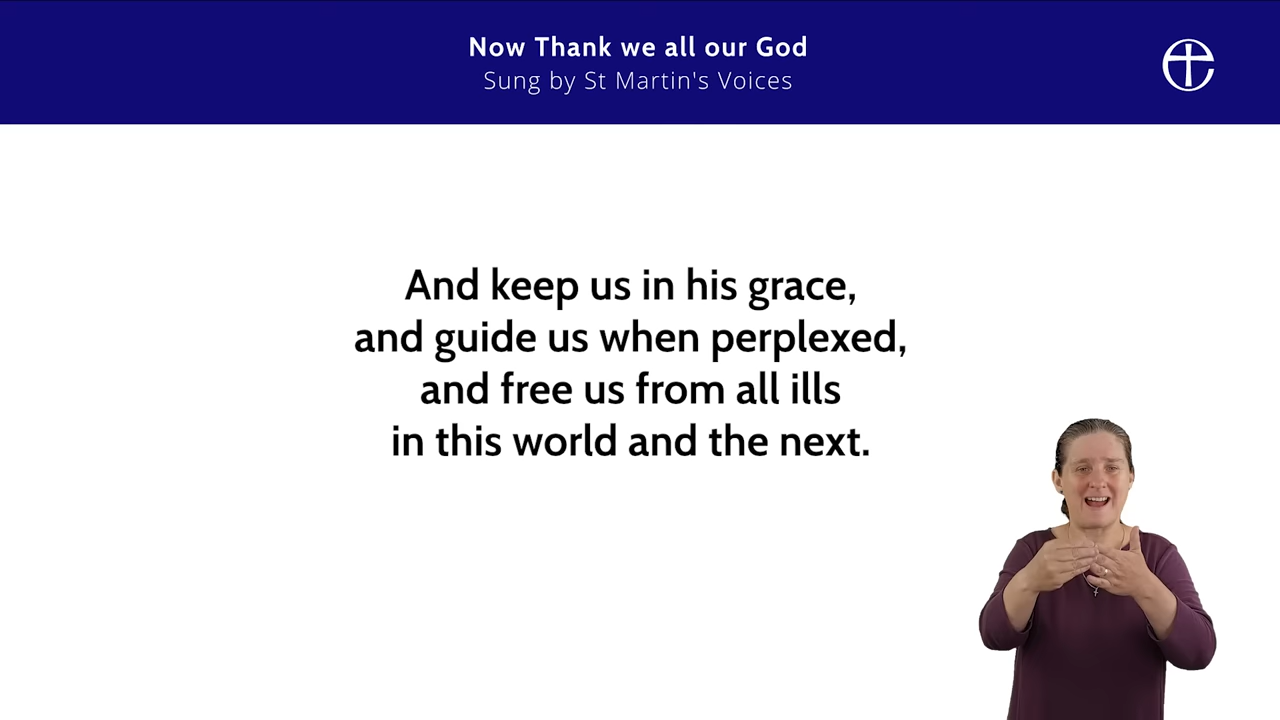 Now Thank we all our God
Sung by St Martin's Voices
And keep us in his grace,
and guide us when perplexed,
and free us from all ills
in this world and the next.